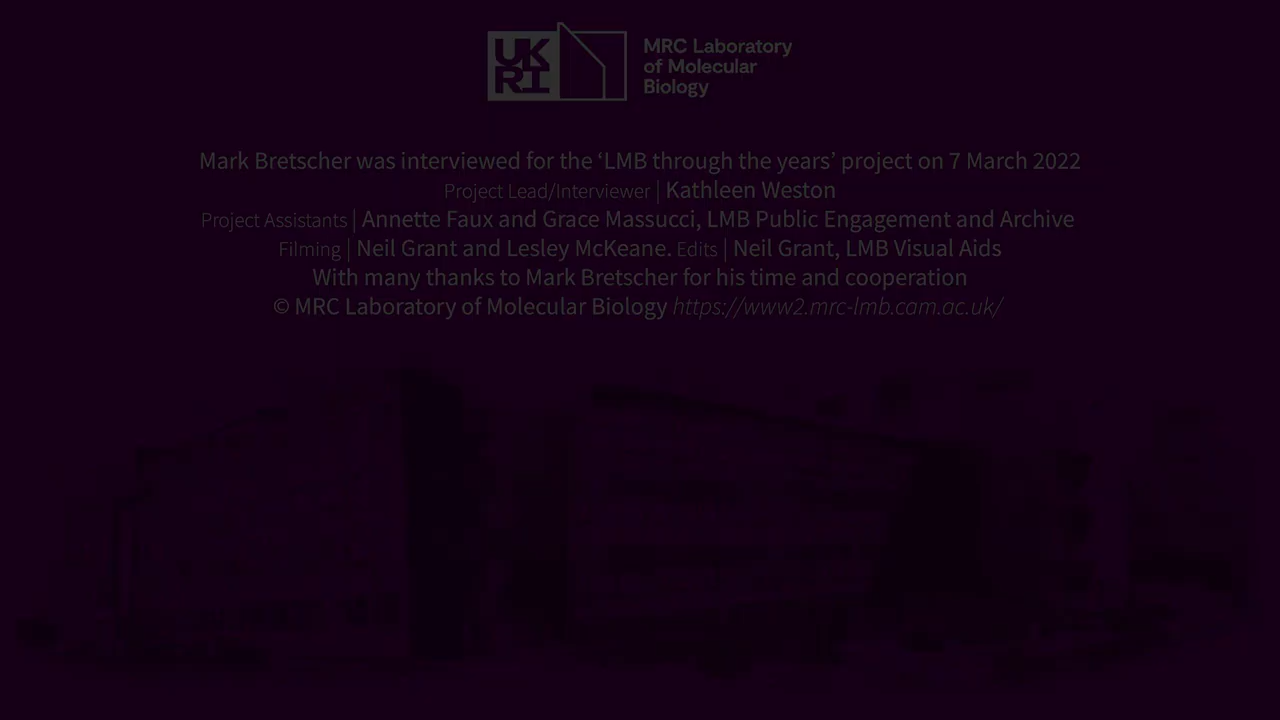 UK
RI
MRC Laboratory
of Molecular
Biology
Mark Bretscher was interviewed for the ‘LMB through the years’ project on 7 March 2022
Project Lead/Interviewer | Kathleen Weston
Project Assistants | Annette Faux and Grace Massucci, LMB Public Engagement and Archive
Filming | Neil Grant and Lesley McKeane. Edits | Neil Grant, LMB Visual Aids
With many thanks to Mark Bretscher for his time and cooperation
© MRC Laboratory of Molecular Biology https://www2.mrc-lmb.cam.ac.uk/